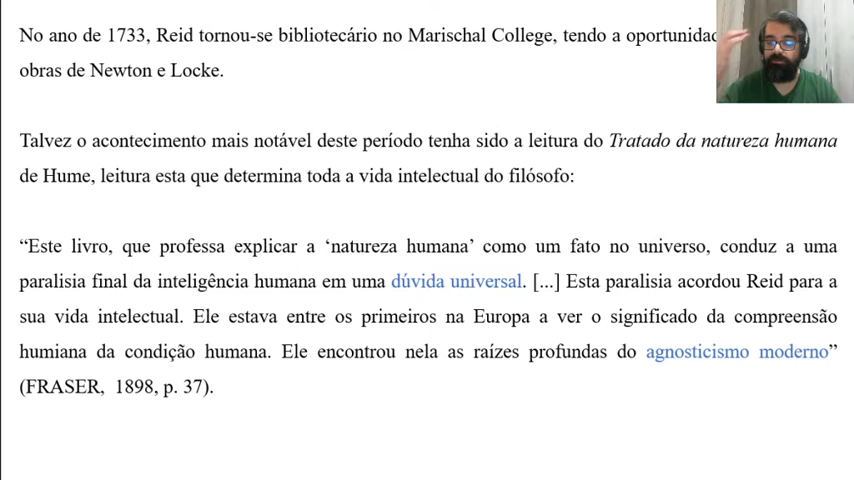 No ano de 1733, Reid tornou-se bibliotecário no Marischal College, tendo a
obras de Newton e Locke.
Talvez o acontecimento mais notável deste período tenha sido a leitura do Tratado da natureza humana
de Hume, leitura esta que determina toda a vida intelectual do filósofo:
“Este livro, que professa explicar a ‘natureza humana’ como um fato no universo, conduz a uma
paralisia final da inteligência humana em uma dúvida universal. [...] Esta paralisia acordou Reid para a
sua vida intelectual. Ele estava entre os primeiros na Europa a ver o significado da compreensão
humiana da condição humana. Ele encontrou nela as raízes profundas do agnosticismo moderno”
(FRASER, 1898, p. 37).